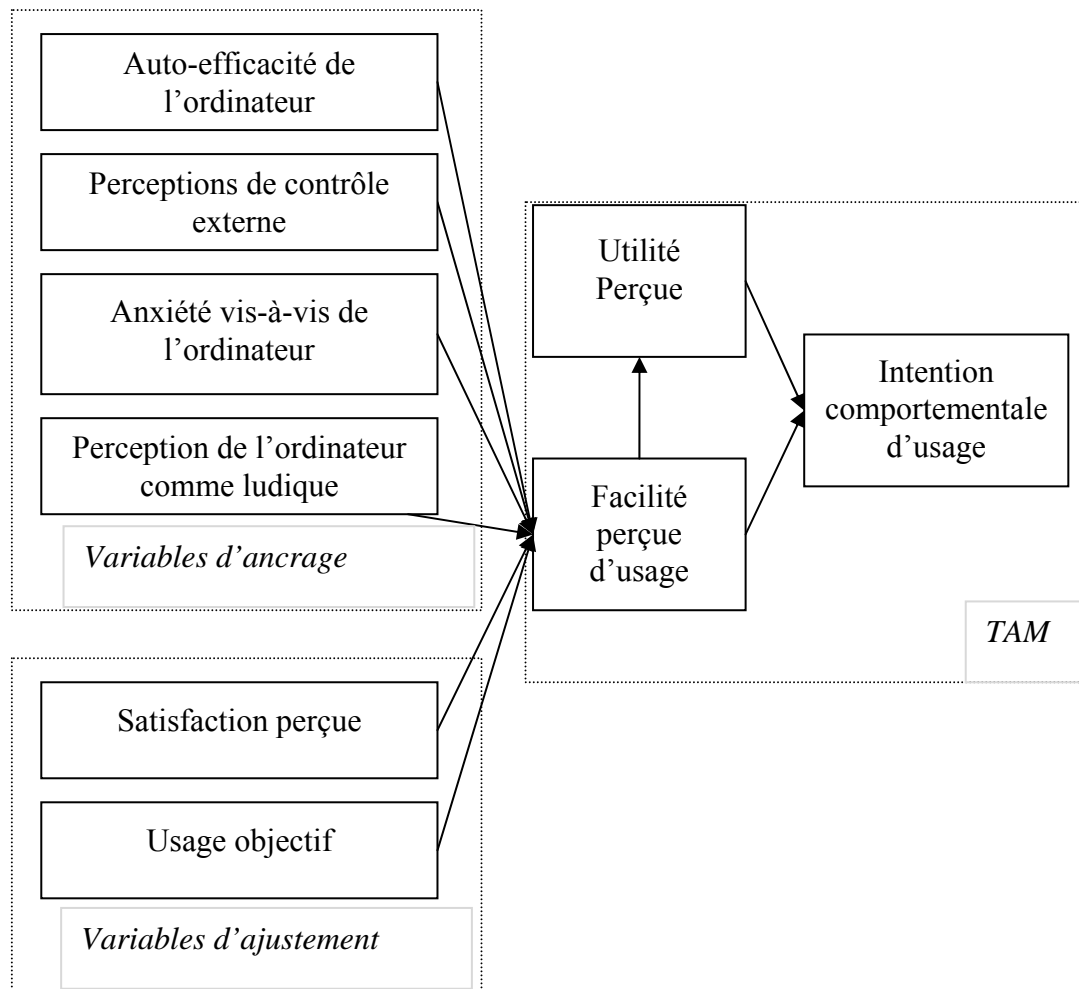 Auto-efficacité de
l’ordinateur
Perceptions de contrôle
externe
Anxiété vis-à-vis de
l’ordinateur
Perception de l’ordinateur
comme ludique
Variables d’ancrage
Satisfaction perçue
Usage objectif
Variables d’ajustement
Utilité
Perçue
Facilité
perçue
d’usage
Intention
comportementale
d’usage
TAM